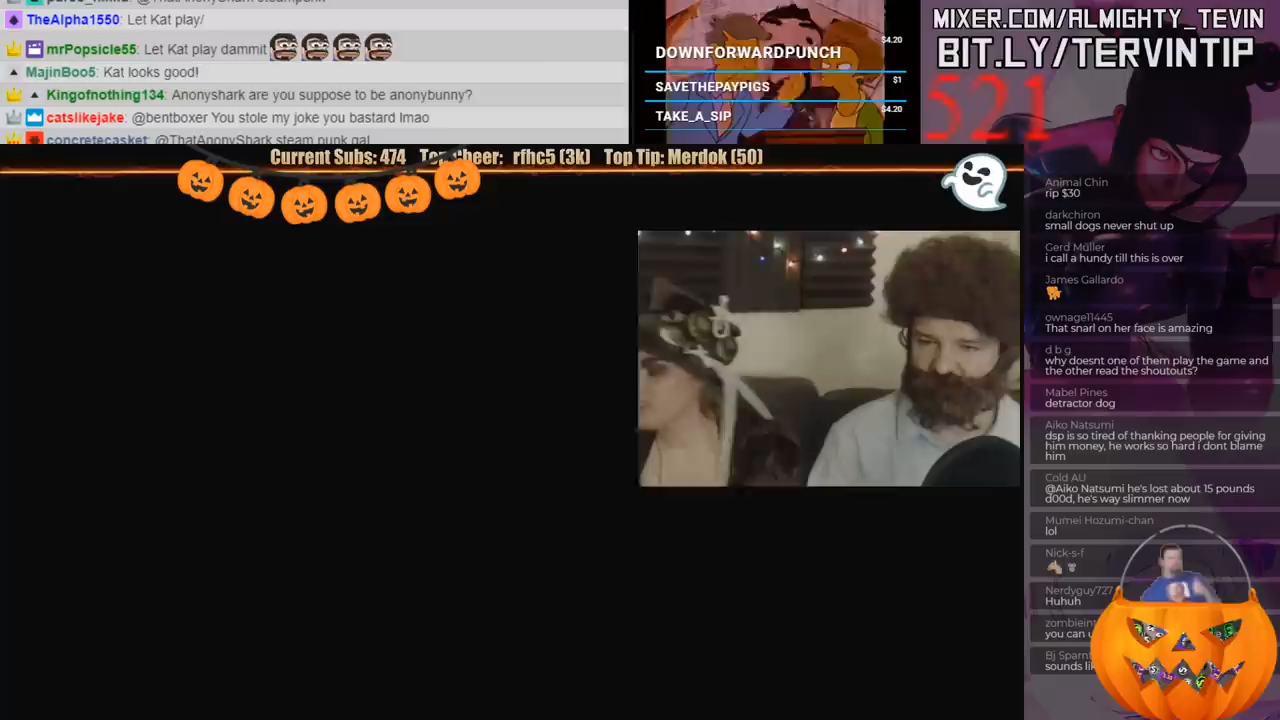 TheAlpha1550: Let Kat play/
mrPopsicle55: Let Kat play dammit
MajinBoo5: Kat looks good!
Kingofnothing134: Anonyshark are you suppose to be anonybunny?
catslikejake: @bentboxer You stole my joke you bastard lmao
concretecasket: @ThatAnonyShark steam punk gal
DOWNFORWARDPUNCH $4.20
SAVETHEPAYPIGS $1
TAKE_A_SIP $4.20
MIXER.COM/ALMIGHTY_TEVIN
BIT.LY/TERVINTIP
521
Current Subs: 474 Top Cheer: rfhc5 (3k) Top Tip: Merdok (50)
Animal Chin
rip $30
darkchiron
small dogs never shut up
Gerd Müller
i call a hundy till this is over
James Gallardo
ownage11445
That snarl on her face is amazing
d b g
why doesnt one of them play the game and
the other read the shoutouts?
Mabel Pines
detractor dog
Aiko Natsumi
dsp is so tired of thanking people for giving
him money, he works so hard i dont blame
him
Cold AU
@Aiko Natsumi he's lost about 15 pounds
d00d, he's way slimmer now
Mumei Hozumi-chan
lol
Nick-s-f
Nerdyguy727
Huhuh
you can
Bj
sounds